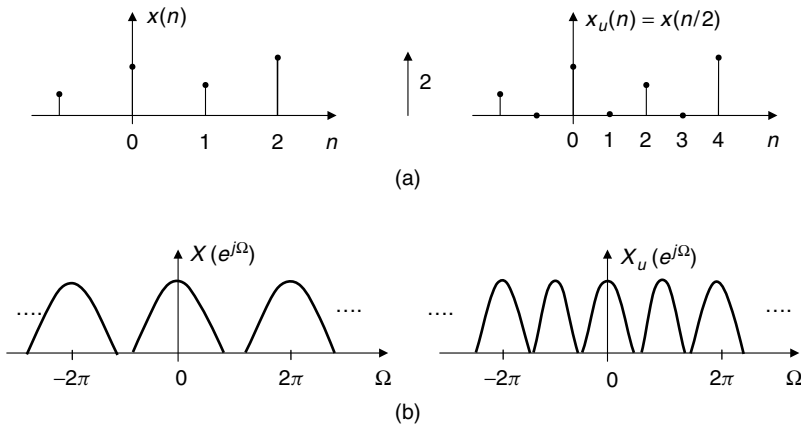 x(n)
0 1 2 n
2
x_u(n) = x(n/2)
0 1 2 3 4 n
(a)
X (e^{jΩ})
.... ....
−2π 0 2π Ω
X_u (e^{jΩ})
.... ....
−2π 0 2π Ω
(b)